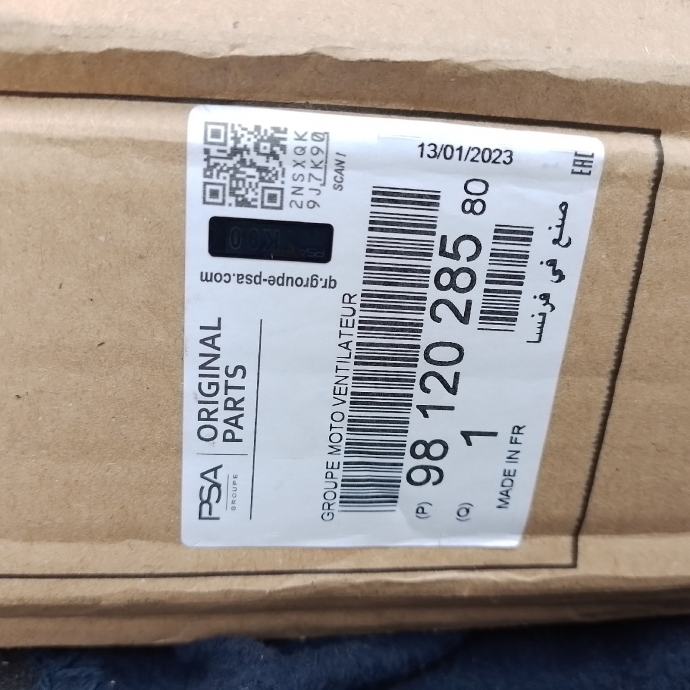 PSA
GROUPE
ORIGINAL
PARTS
qr.groupe-psa.com
2NSXQK
9J7K90
SCAN !
GROUPE MOTO VENTILATEUR
13/01/2023
(P) 98 120 285 80
(Q) 1
MADE IN FR
صنع في فرنسا
EAC